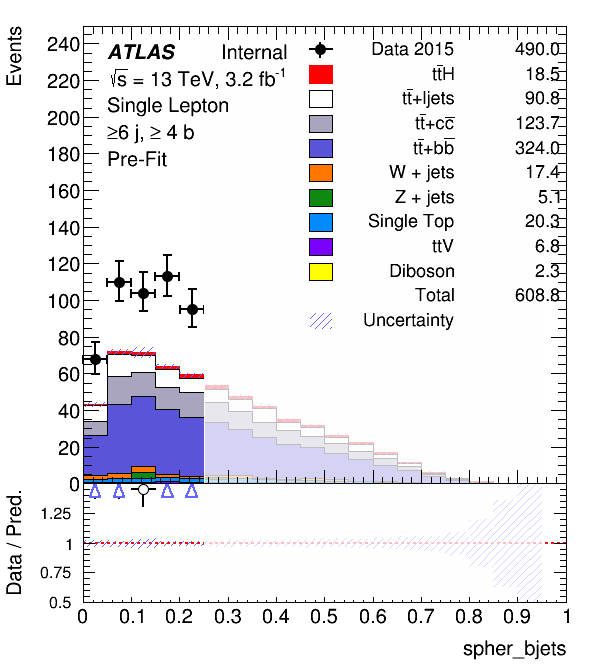 Events
240
220
200
180
160
140
120
100
80
60
40
20
0
ATLAS Internal
√s = 13 TeV, 3.2 fb⁻¹
Single Lepton
≥6 j, ≥ 4 b
Pre-Fit
Data 2015 490.0
tt̄H 18.5
tt̄+ljets 90.8
tt̄+cc̄ 123.7
tt̄+bb̄ 324.0
W + jets 17.4
Z + jets 5.1
Single Top 20.3
ttV 6.8
Diboson 2.3
Total 608.8
Uncertainty
Data / Pred.
1.25
1
0.75
0.5
0 0.1 0.2 0.3 0.4 0.5 0.6 0.7 0.8 0.9 1
spher_bjets